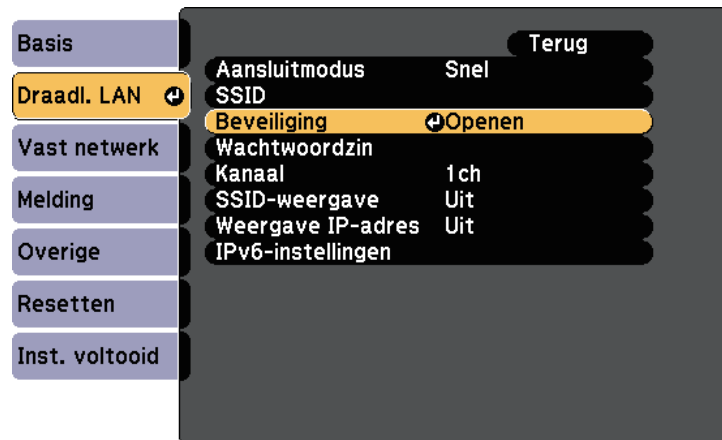 Basis
Draadl. LAN
Vast netwerk
Melding
Overige
Resetten
Inst. voltooid
Terug
Aansluitmodus Snel
SSID
Beveiliging Openen
Wachtwoordzin
Kanaal 1ch
SSID-weergave Uit
Weergave IP-adres Uit
IPv6-instellingen